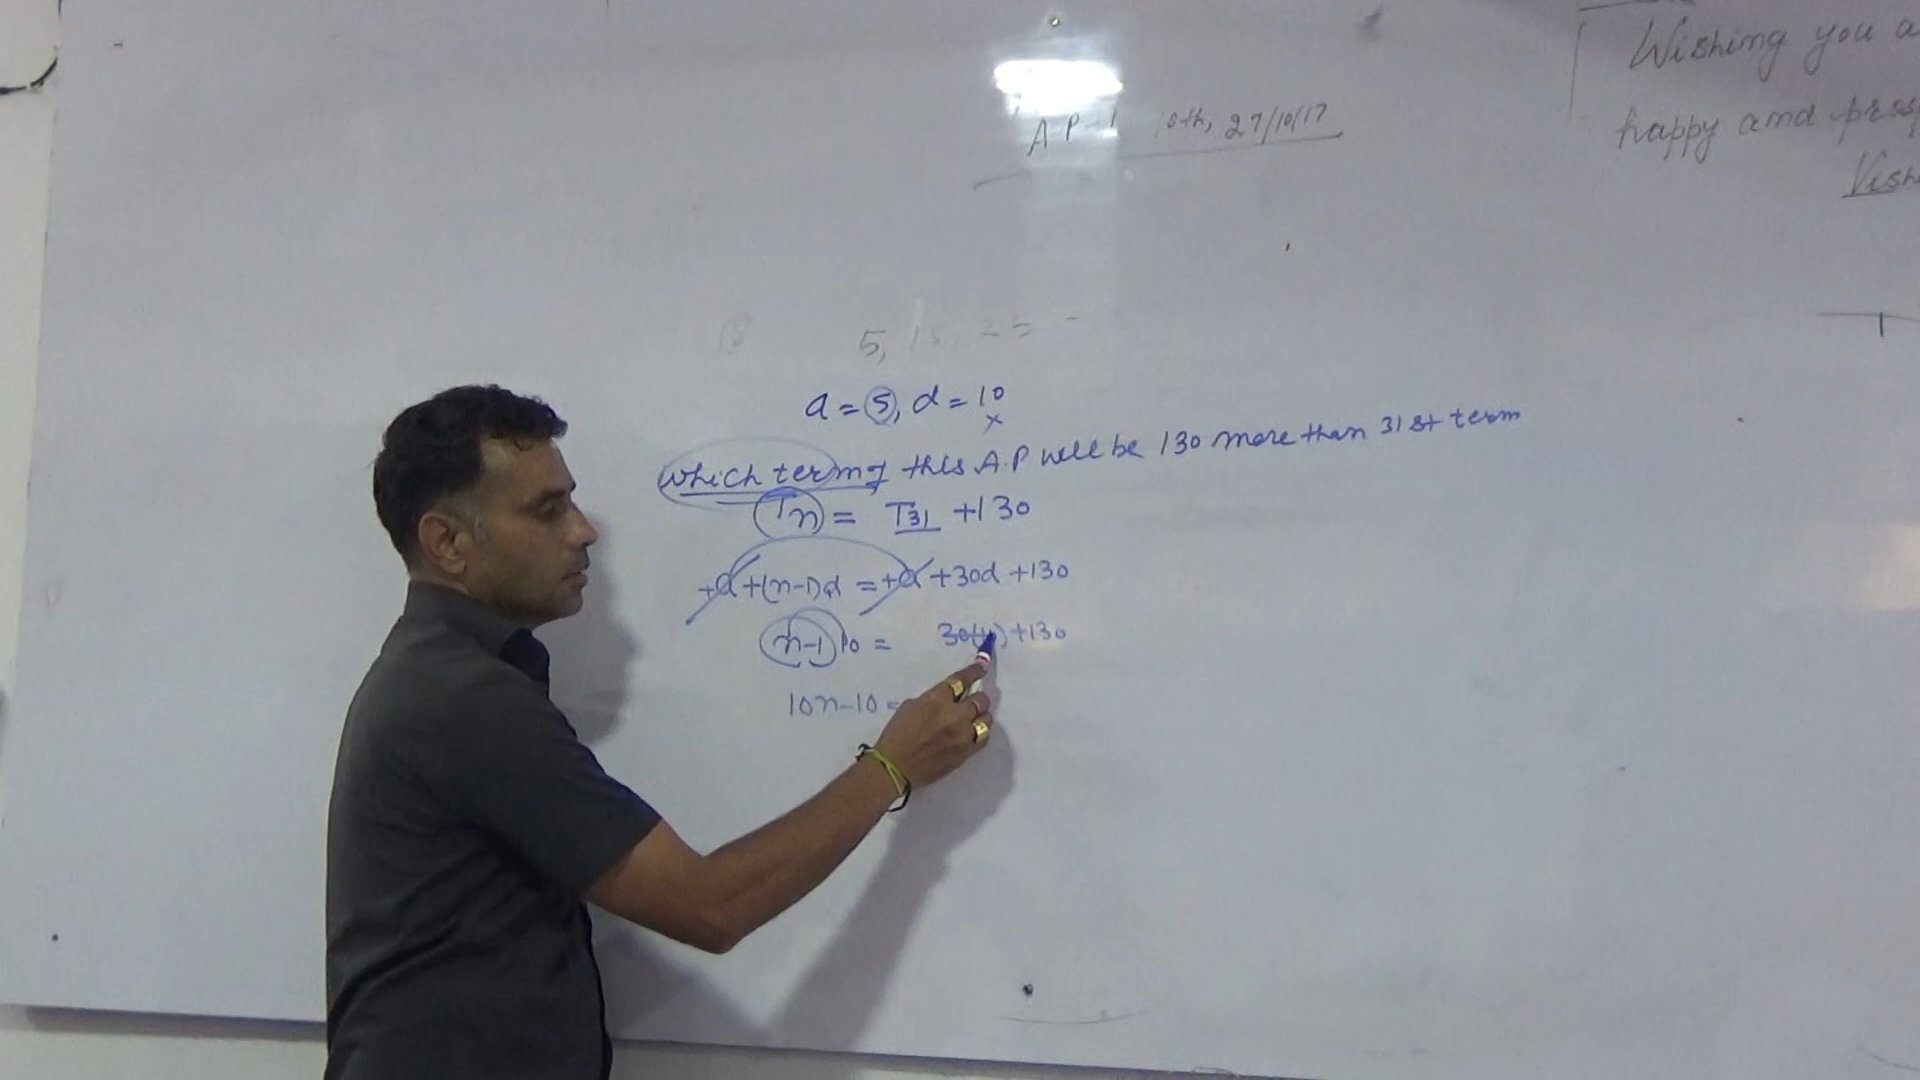 Wishing you a
happy and prosp
Vish
AP-1 10th, 27/10/17
5, 15, 25 -
a = 5, d = 10
x
which term of this A.P will be 130 more than 31st term
Tn = T31 + 130
+a + (n-1)d = +a + 30d + 130
(n-1)10 = 30(10) + 130
10n - 10 =